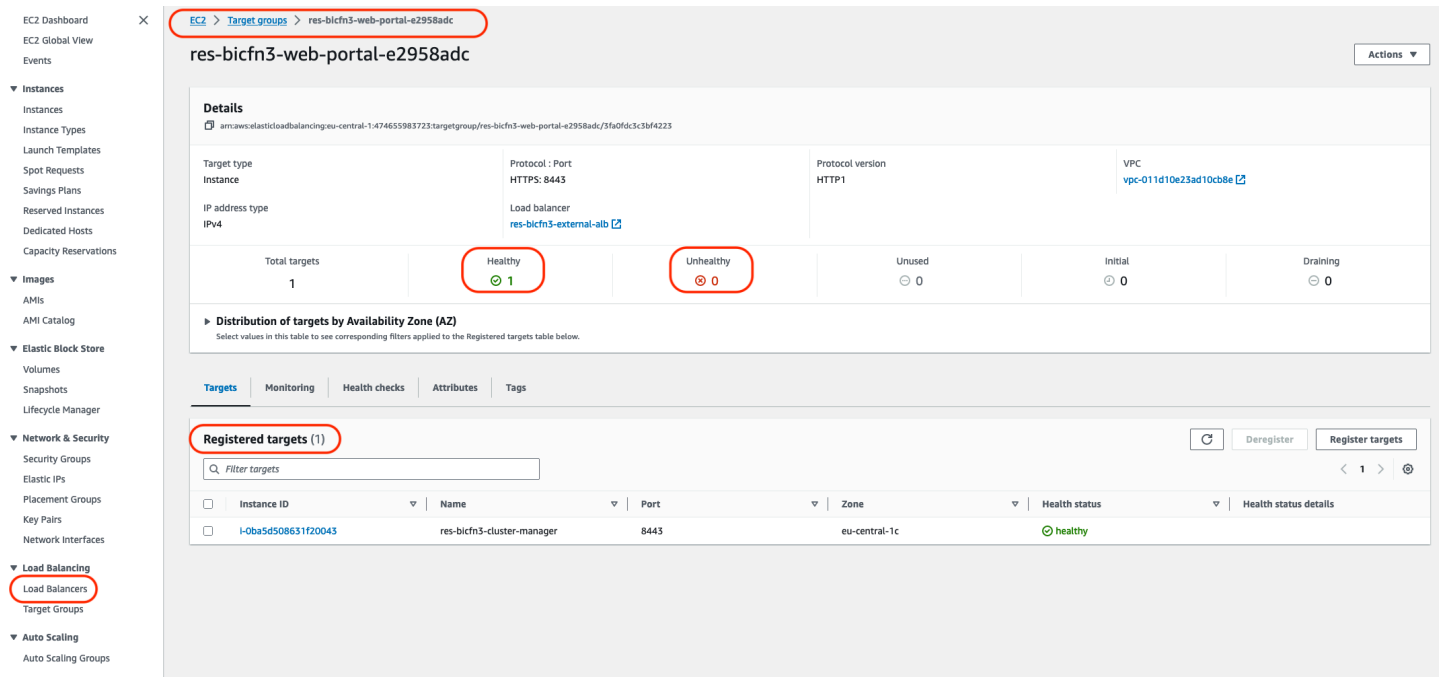 EC2 Dashboard
EC2 Global View
Events
Instances
Instances
Instance Types
Launch Templates
Spot Requests
Savings Plans
Reserved Instances
Dedicated Hosts
Capacity Reservations
Images
AMIs
AMI Catalog
Elastic Block Store
Volumes
Snapshots
Lifecycle Manager
Network & Security
Security Groups
Elastic IPs
Placement Groups
Key Pairs
Network Interfaces
Load Balancing
Load Balancers
Target Groups
Auto Scaling
Auto Scaling Groups
EC2 > Target groups > res-bicfn3-web-portal-e2958adc
res-bicfn3-web-portal-e2958adc
Actions
Details
arn:aws:elasticloadbalancing:eu-central-1:474655983723:targetgroup/res-bicfn3-web-portal-e2958adc/3fa0fdc3c3bf4223
Target type
Instance
Protocol : Port
HTTPS: 8443
Protocol version
HTTP1
VPC
vpc-011d10e23ad10cb8e
IP address type
IPv4
Load balancer
res-bicfn3-external-alb
Total targets
1
Healthy
1
Unhealthy
0
Unused
0
Initial
0
Draining
0
Distribution of targets by Availability Zone (AZ)
Select values in this table to see corresponding filters applied to the Registered targets table below.
Targets Monitoring Health checks Attributes Tags
Registered targets (1)
Deregister
Register targets
Filter targets
< 1 >
Instance ID Name Port Zone Health status Health status details
i-0ba5d508631f20043 res-bicfn3-cluster-manager 8443 eu-central-1c healthy